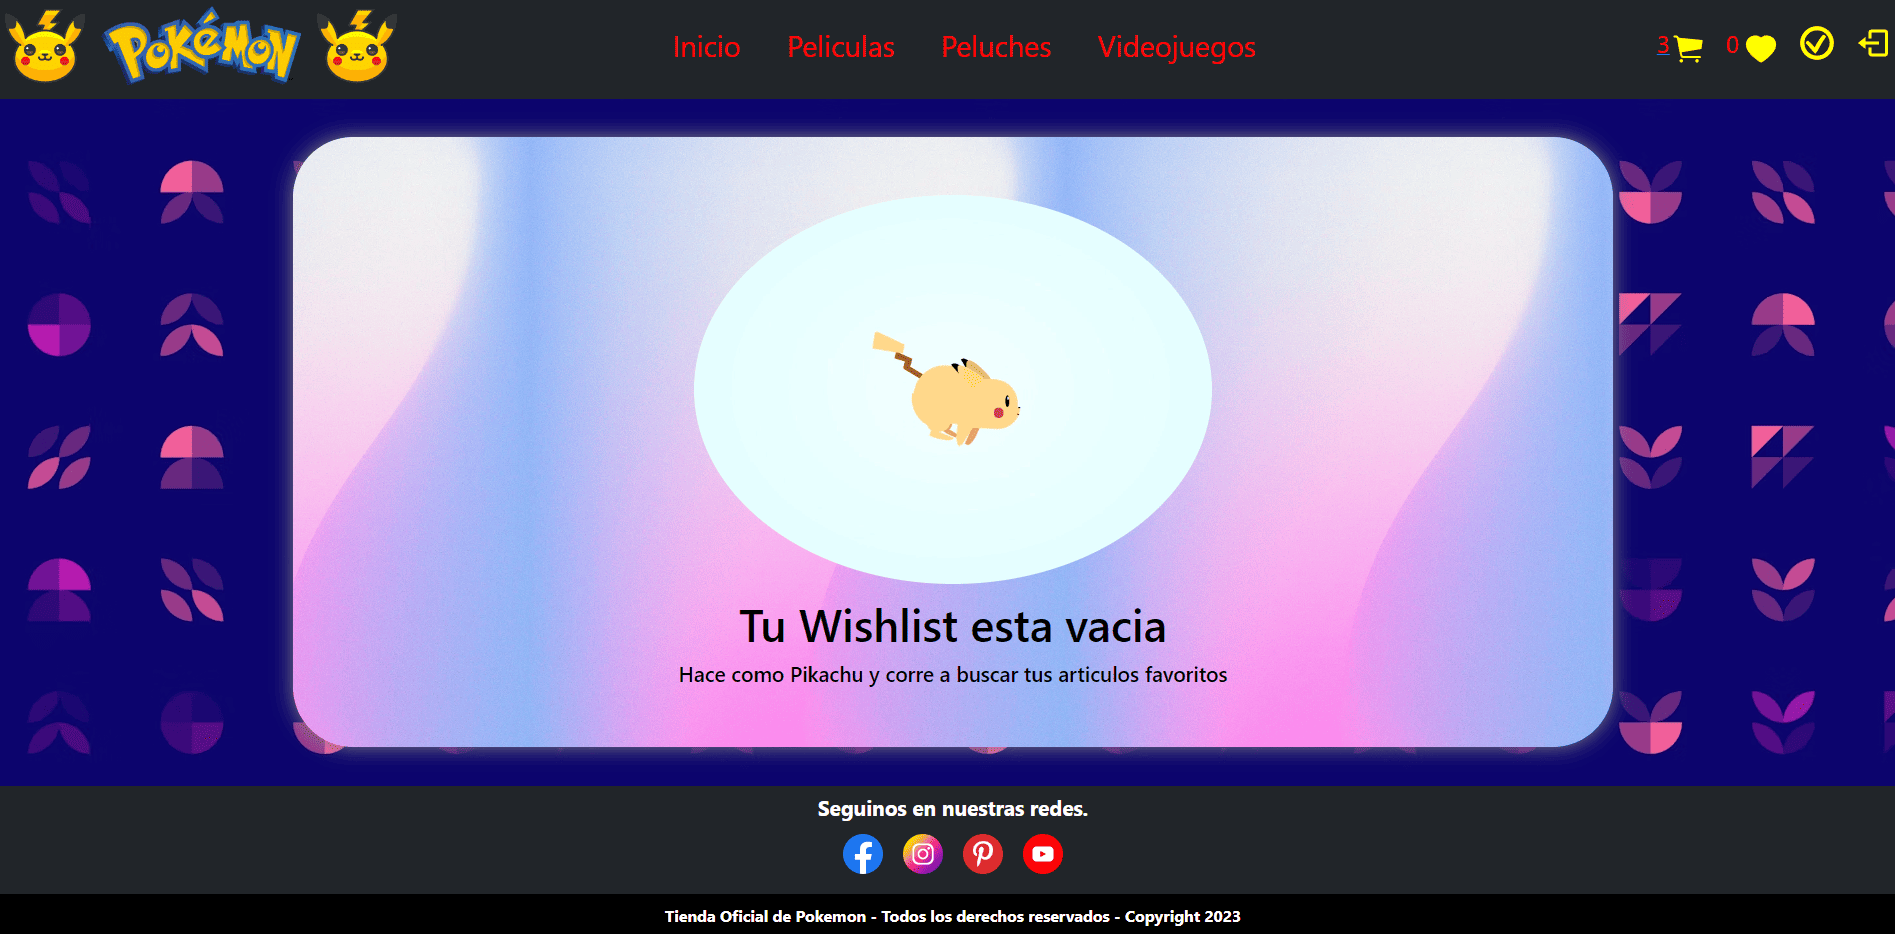 POKéMON
Inicio Peliculas Peluches Videojuegos
3 0
Tu Wishlist esta vacia
Hace como Pikachu y corre a buscar tus articulos favoritos
Seguinos en nuestras redes.
Tienda Oficial de Pokemon - Todos los derechos reservados - Copyright 2023